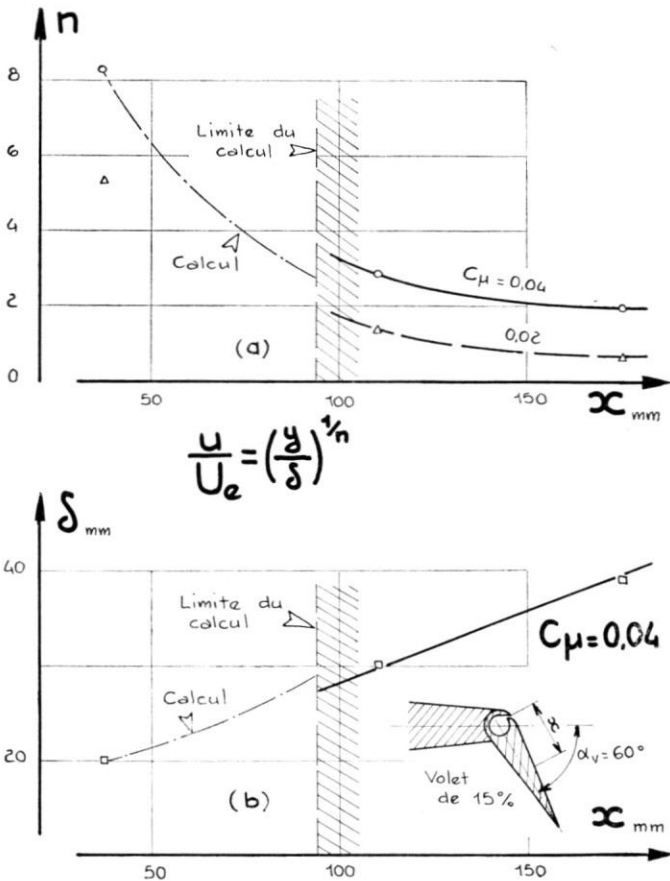 n
8
6
4
2
0
Limite du
calcul
Calcul
Cμ = 0,04
0,02
(a)
50
100
150
x mm
u/Ue = (y/δ)^1/n
δ mm
40
20
Limite du
calcul
Calcul
Cμ = 0,04
(b)
Volet
de 15%
x
αv = 60°
x mm
50
100
150